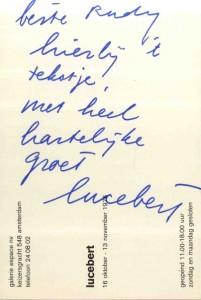 beste Rudy
hierbij 't
tekstje,
met heel
hartelijke
groet
lucebert
galerie espace nv
keizersgracht 548 amsterdam
telefoon 24 08 02
lucebert
16 oktober - 13 november
geopend 11.00-18.00 uur
zondag en maandag gesloten